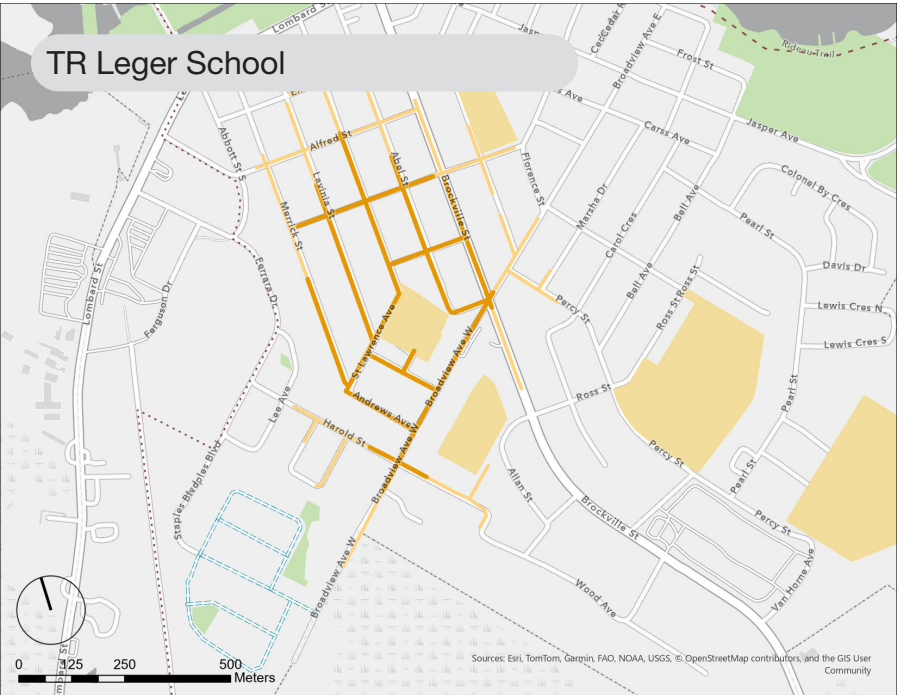 TR Leger School
Lombard S
Jasp
Rideau Trail
Frost St
Broadview Ave E
s Ave
Carss Ave
Jasper Ave
Alfred St
Abbott St S
Abel St
Lavinia St
Brockville St
Florence St
Marsha Dr
Carol Cres
Bell Ave
Bell Ave
Colonel By Cres
Pearl St
Davis Dr
Lewis Cres N
Lewis Cres S
Merrick St
Lombard St
Ferguson Dr
Ferrara Dr
Ross St
Ross St
Percy St
St Lawrence Ave
Broadview Ave W
Andrews Ave
Ross St
Lee Ave
Harold St
Broadview Ave W
Pearl St
Percy St
Pearl St
Staples Blvd
Allan St
Brockville St
Percy St
Broadview Ave W
Wood Ave
Van Horne Ave
0 125 250 500
Meters
Sources: Esri, TomTom, Garmin, FAO, NOAA, USGS, © OpenStreetMap contributors, and the GIS User
Community